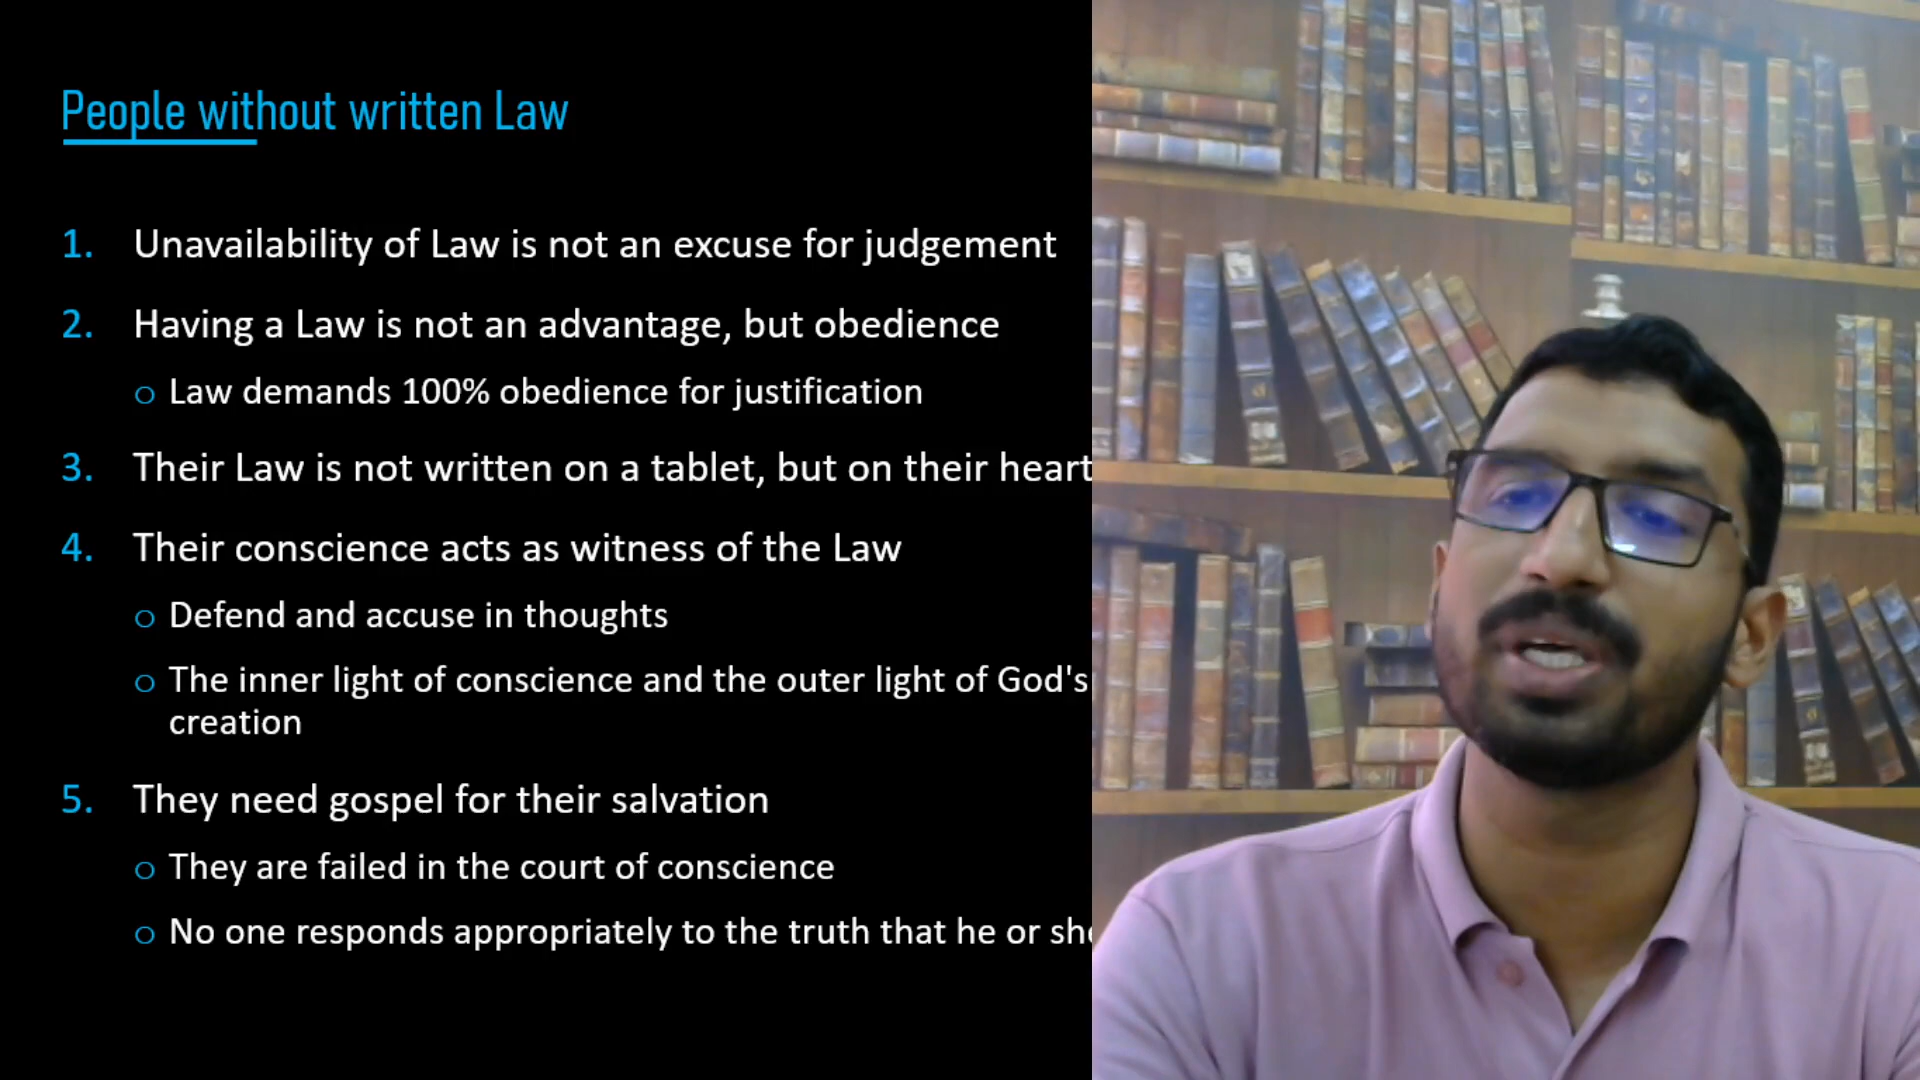 People without written Law
1. Unavailability of Law is not an excuse for judgement
2. Having a Law is not an advantage, but obedience
o Law demands 100% obedience for justification
3. Their Law is not written on a tablet, but on their heart
4. Their conscience acts as witness of the Law
o Defend and accuse in thoughts
o The inner light of conscience and the outer light of God's
creation
5. They need gospel for their salvation
o They are failed in the court of conscience
o No one responds appropriately to the truth that he or